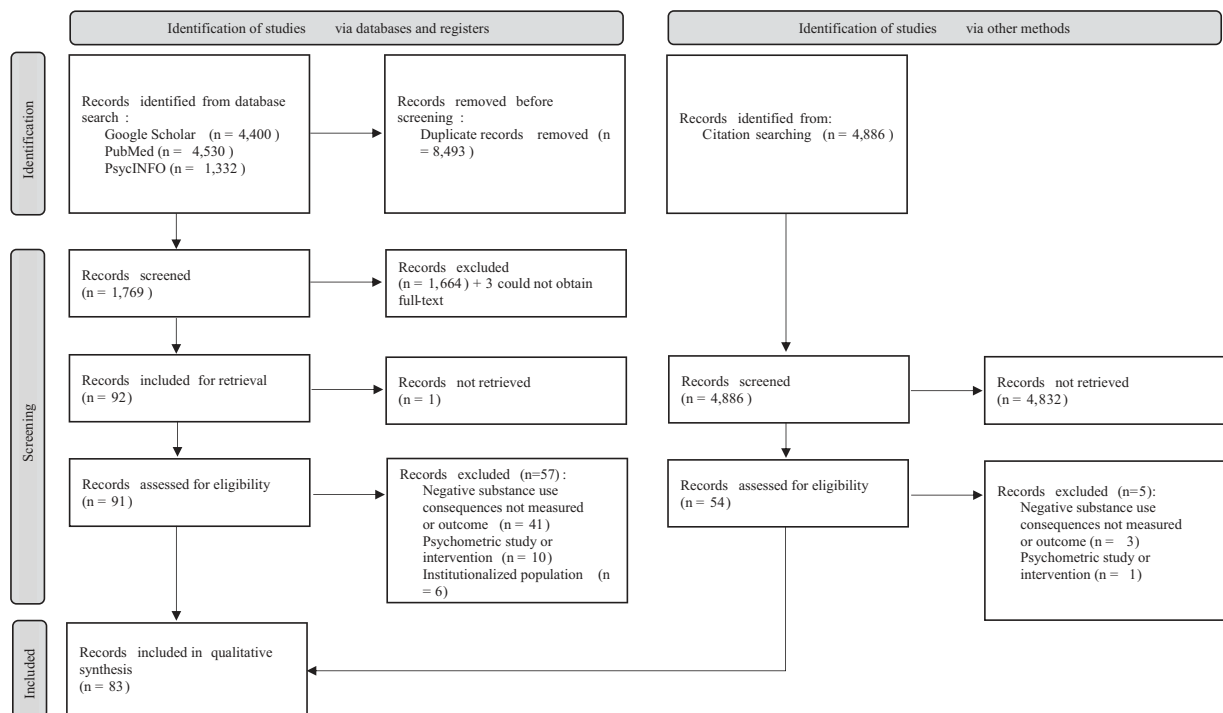 Identification of studies via databases and registers
Identification of studies via other methods
Identification
Records identified from database
search :
Google Scholar (n = 4,400 )
PubMed (n = 4,530 )
PsycINFO (n = 1,332 )
Records removed before
screening :
Duplicate records removed (n
= 8,493 )
Records identified from:
Citation searching (n = 4,886 )
Screening
Records screened
(n = 1,769 )
Records excluded
(n = 1,664 ) + 3 could not obtain
full-text
Records included for retrieval
(n = 92)
Records not retrieved
(n = 1)
Records screened
(n = 4,886 )
Records not retrieved
(n = 4,832 )
Records assessed for eligibility
(n = 91)
Records excluded (n=57) :
Negative substance use
consequences not measured
or outcome (n = 41)
Psychometric study or
intervention (n = 10)
Institutionalized population (n
= 6)
Records assessed for eligibility
(n = 54)
Records excluded (n=5):
Negative substance use
consequences not measured
or outcome (n = 3)
Psychometric study or
intervention (n = 1)
Included
Records included in qualitative
synthesis
(n = 83)